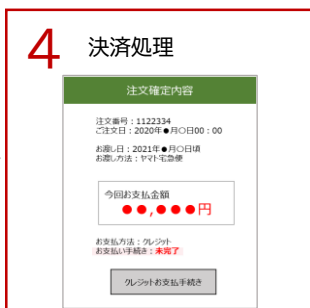 4 決済処理
注文確定内容
注文番号：1122334
ご注文日：2020年●月○日00：00
お渡し日：2021年●月○日頃
お渡し方法：ヤマト宅急便
今回お支払金額
●●,●●●円
お支払方法：クレジット
お支払い手続き：未完了
クレジットお支払手続き